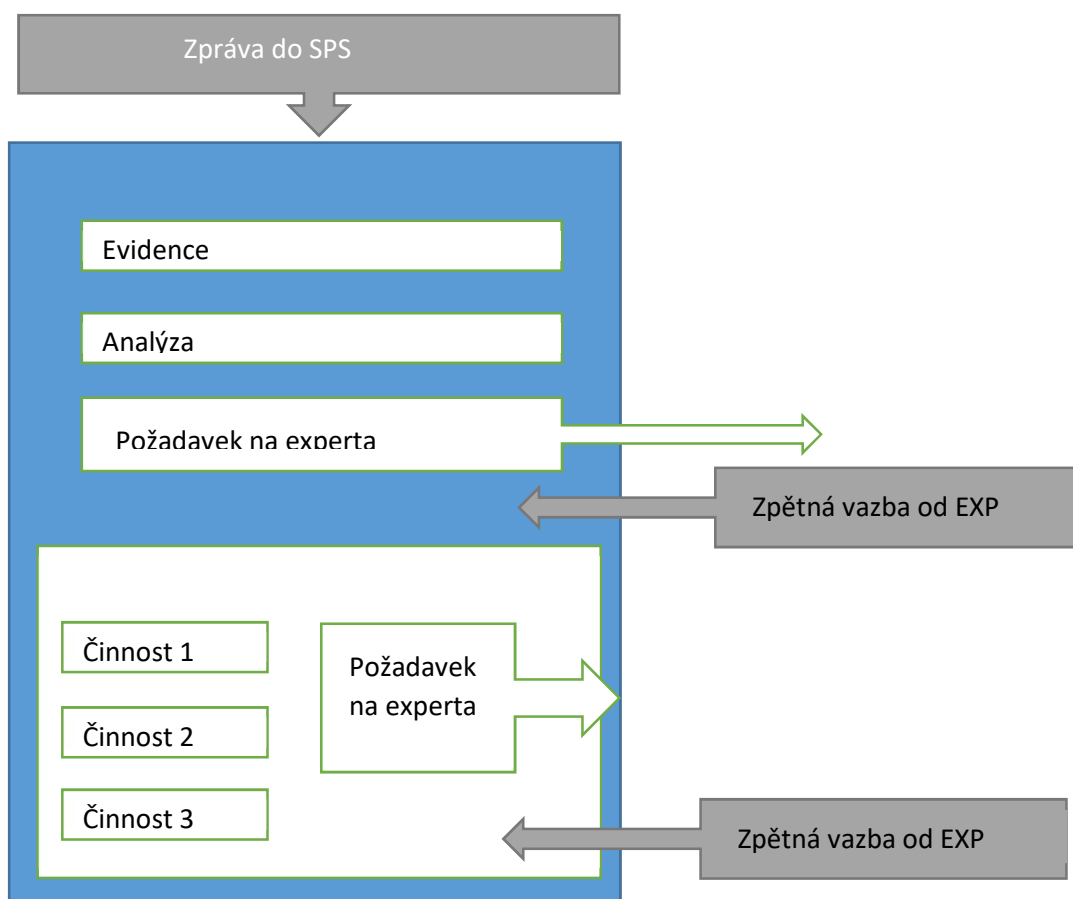 Zpráva do SPS
Evidence
Analýza
Požadavek na experta
Zpětná vazba od EXP
Činnost 1
Požadavek
na experta
Činnost 2
Činnost 3
Zpětná vazba od EXP